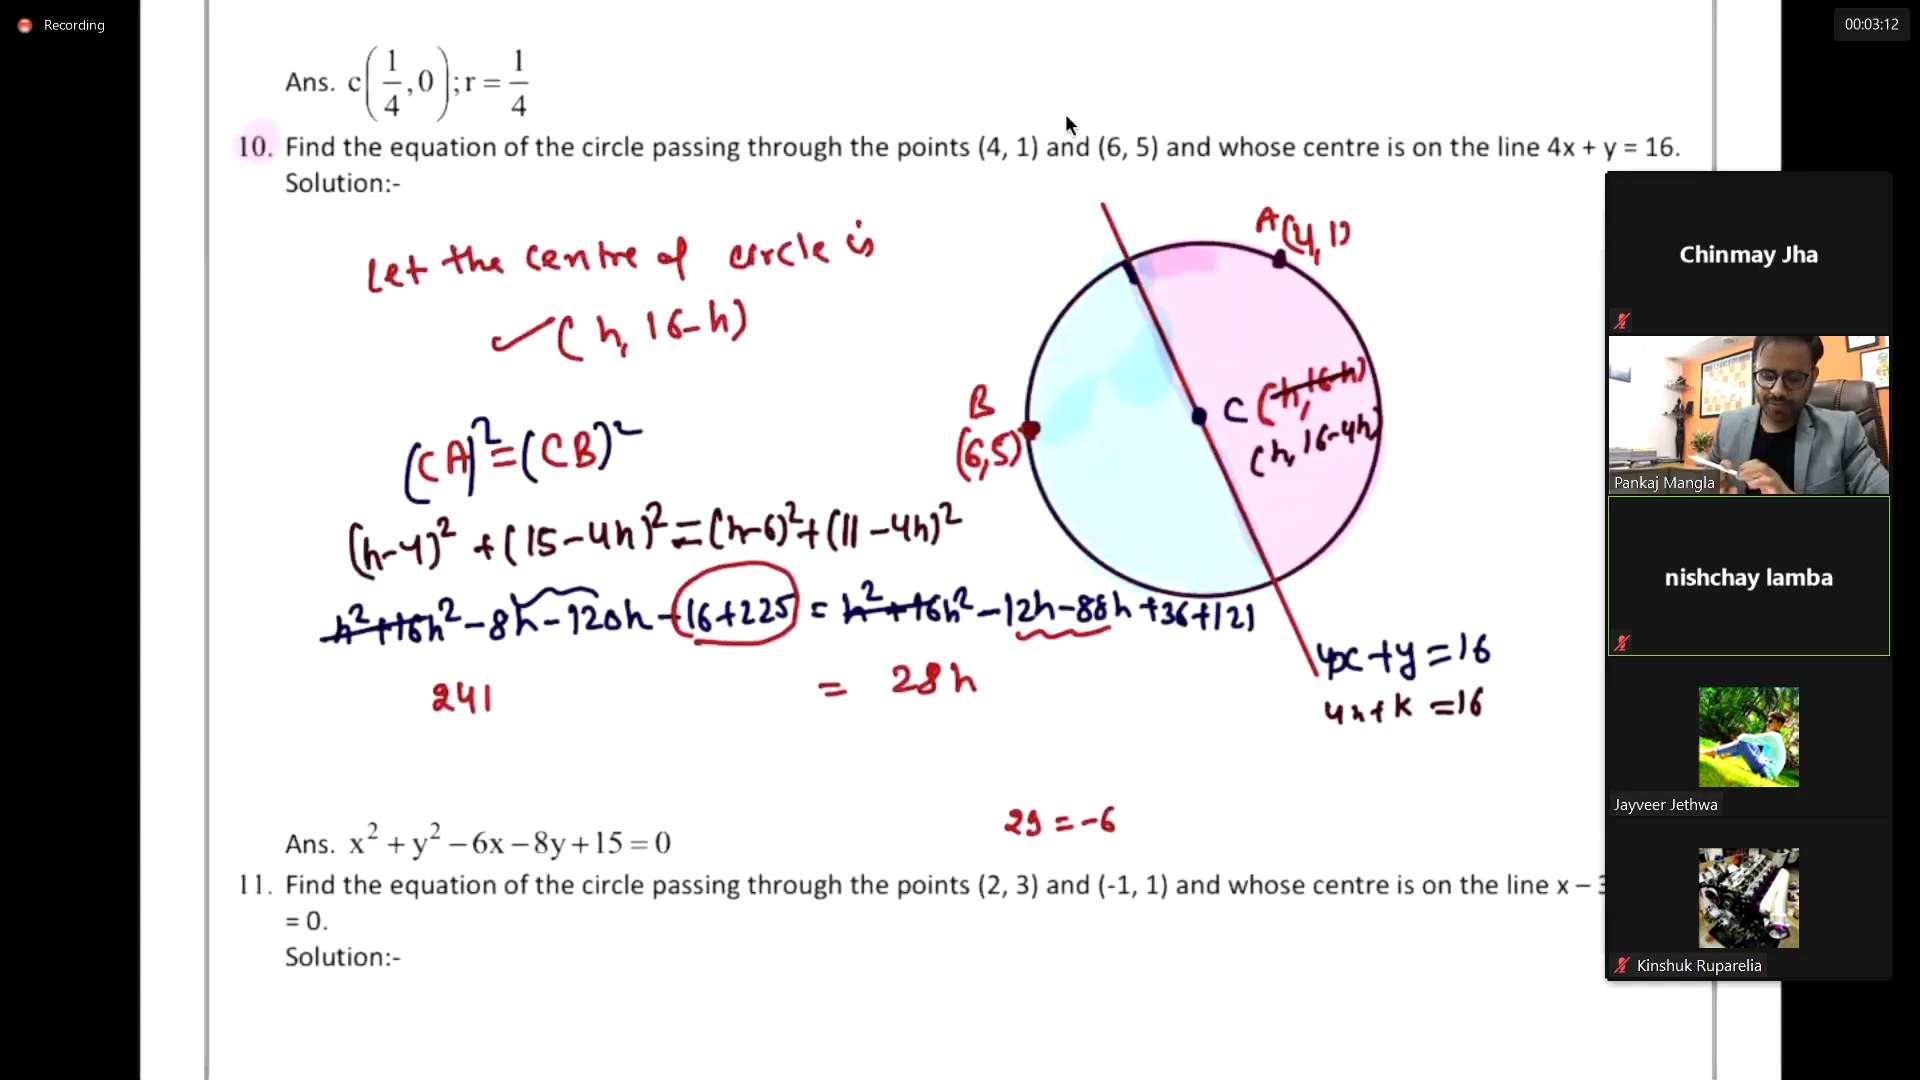 Recording
00:03:12
Ans. c(1/4, 0); r = 1/4
10. Find the equation of the circle passing through the points (4, 1) and (6, 5) and whose centre is on the line 4x + y = 16.
Solution:-
Let the centre of circle is
(h, 16-h)
A(4, 1)
B
(6,5)
C (h, 16-h)
(h, 16-4h)
(CA)² = (CB)²
(h-4)² + (15-4h)² = (h-6)² + (11-4h)²
h²+16h²-8h-120h+16+225 = h²+16h²-12h-88h+36+121
4x+y=16
4h+k=16
241 = 28h
2g = -6
Ans. x² + y² − 6x − 8y + 15 = 0
11. Find the equation of the circle passing through the points (2, 3) and (-1, 1) and whose centre is on the line x −
= 0.
Solution:-
Chinmay Jha
Pankaj Mangla
nishchay lamba
Jayveer Jethwa
Kinshuk Ruparelia